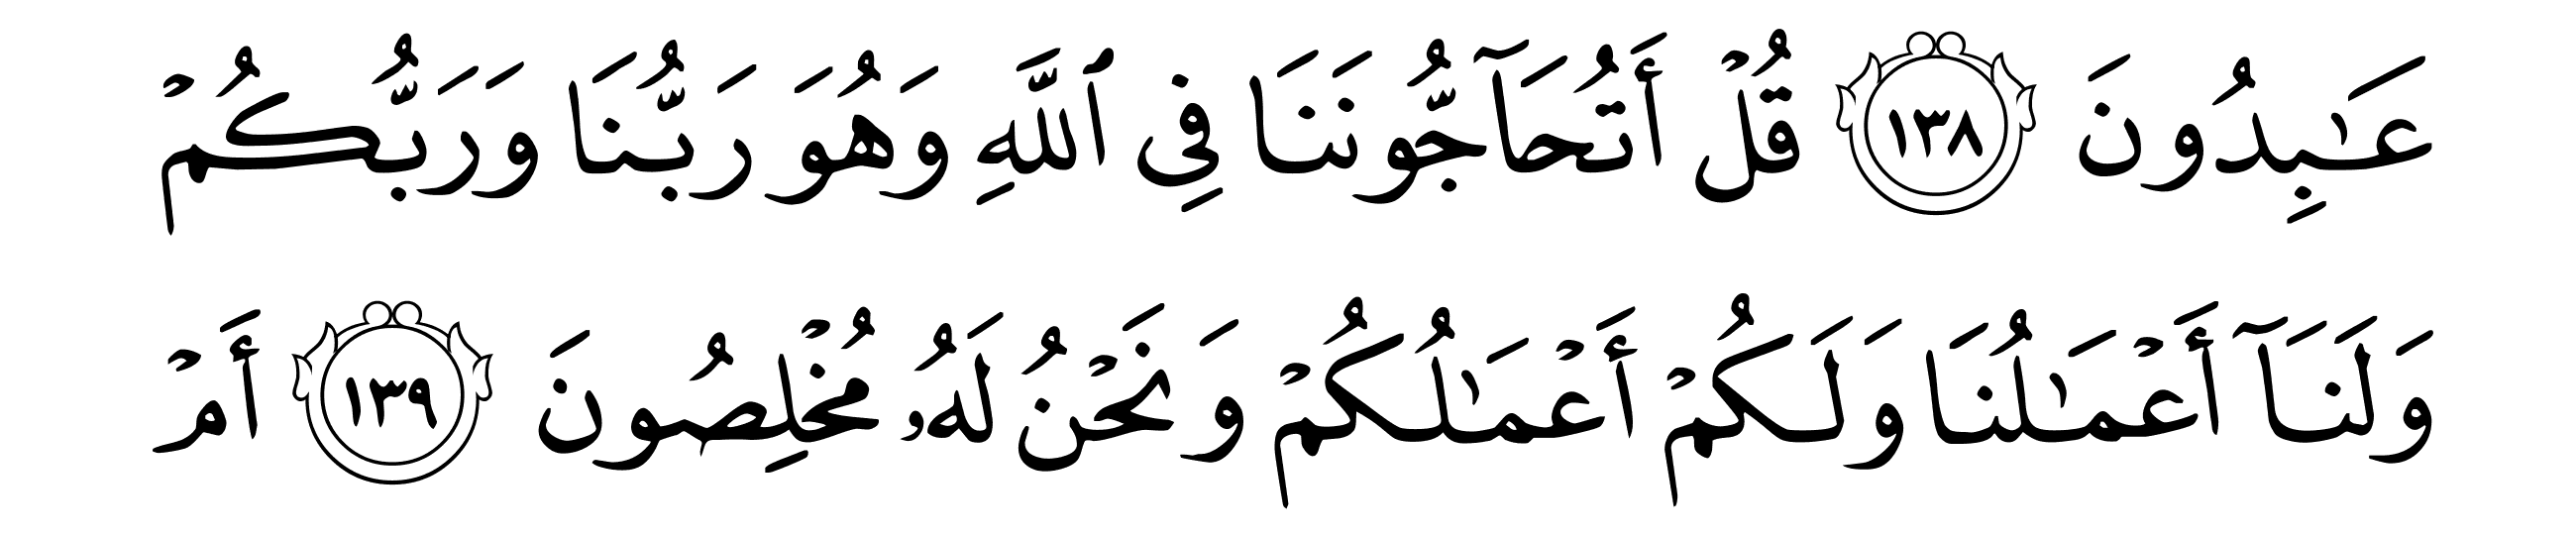 عَـٰبِدُونَ ١٣٨ قُلْ أَتُحَآجُّونَنَا فِي ٱللَّهِ وَهُوَ رَبُّنَا وَرَبُّكُمْ
وَلَنَآ أَعْمَـٰلُنَا وَلَكُمْ أَعْمَـٰلُكُمْ وَنَحْنُ لَهُۥ مُخْلِصُونَ ١٣٩ أَمْ